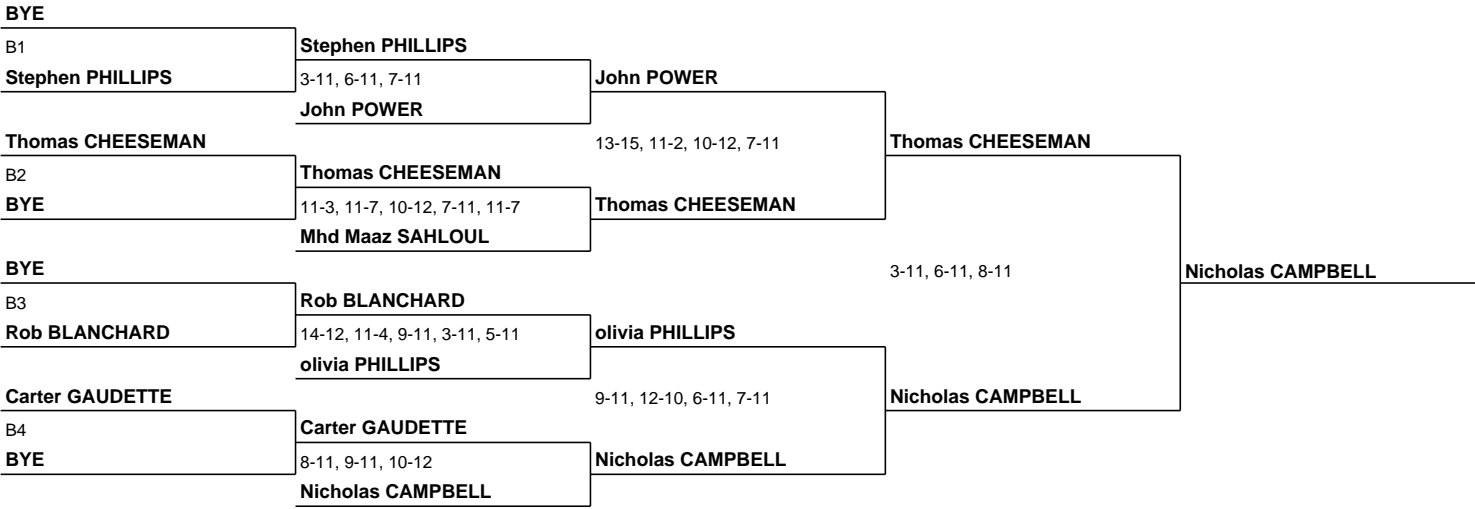 BYE
B1
Stephen PHILLIPS
Stephen PHILLIPS
3-11, 6-11, 7-11
John POWER
John POWER
Thomas CHEESEMAN
B2
BYE
Thomas CHEESEMAN
11-3, 11-7, 10-12, 7-11, 11-7
Mhd Maaz SAHLOUL
13-15, 11-2, 10-12, 7-11
Thomas CHEESEMAN
Thomas CHEESEMAN
BYE
B3
Rob BLANCHARD
Rob BLANCHARD
14-12, 11-4, 9-11, 3-11, 5-11
olivia PHILLIPS
olivia PHILLIPS
3-11, 6-11, 8-11
Nicholas CAMPBELL
Carter GAUDETTE
B4
BYE
Carter GAUDETTE
8-11, 9-11, 10-12
Nicholas CAMPBELL
9-11, 12-10, 6-11, 7-11
Nicholas CAMPBELL
Nicholas CAMPBELL